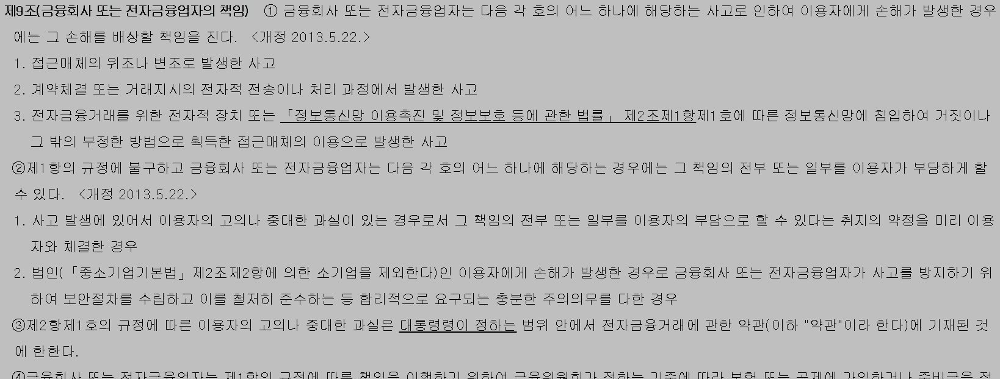 제9조(금융회사 또는 전자금융업자의 책임) ① 금융회사 또는 전자금융업자는 다음 각 호의 어느 하나에 해당하는 사고로 인하여 이용자에게 손해가 발생한 경우
에는 그 손해를 배상할 책임을 진다. <개정 2013.5.22.>
1. 접근매체의 위조나 변조로 발생한 사고
2. 계약체결 또는 거래지시의 전자적 전송이나 처리 과정에서 발생한 사고
3. 전자금융거래를 위한 전자적 장치 또는 「정보통신망 이용촉진 및 정보보호 등에 관한 법률」 제2조제1항제1호에 따른 정보통신망에 침입하여 거짓이나
그 밖의 부정한 방법으로 획득한 접근매체의 이용으로 발생한 사고
②제1항의 규정에 불구하고 금융회사 또는 전자금융업자는 다음 각 호의 어느 하나에 해당하는 경우에는 그 책임의 전부 또는 일부를 이용자가 부담하게 할
수 있다. <개정 2013.5.22.>
1. 사고 발생에 있어서 이용자의 고의나 중대한 과실이 있는 경우로서 그 책임의 전부 또는 일부를 이용자의 부담으로 할 수 있다는 취지의 약정을 미리 이용
자와 체결한 경우
2. 법인(「중소기업기본법」제2조제2항에 의한 소기업을 제외한다)인 이용자에게 손해가 발생한 경우로 금융회사 또는 전자금융업자가 사고를 방지하기 위
하여 보안절차를 수립하고 이를 철저히 준수하는 등 합리적으로 요구되는 충분한 주의의무를 다한 경우
③제2항제1호의 규정에 따른 이용자의 고의나 중대한 과실은 대통령령이 정하는 범위 안에서 전자금융거래에 관한 약관(이하 "약관"이라 한다)에 기재된 것
에 한한다.
④금융회사 또는 전자금융업자는 제1항의 규정에 따른 책임을 이행하기 위하여 금융위원회가 정하는 기준에 따라 보험 또는 공제에 가입하거나 준비금을 적